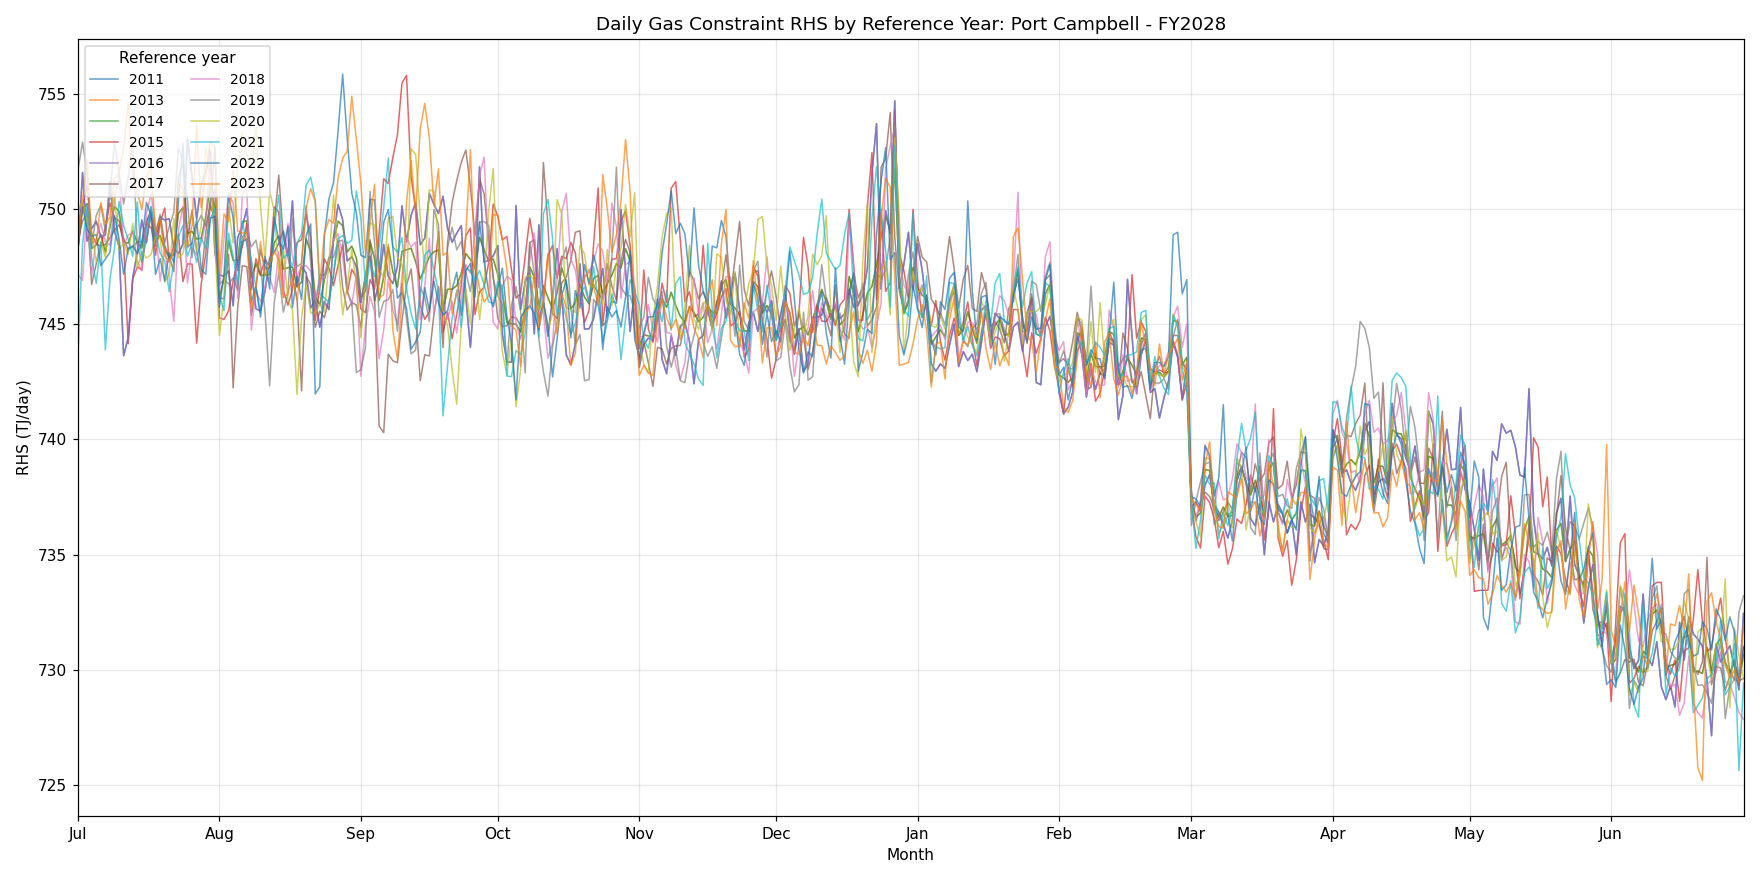 Daily Gas Constraint RHS by Reference Year: Port Campbell - FY2028
Reference year
2011 2018
2013 2019
2014 2020
2015 2021
2016 2022
2017 2023
755
750
745
740
735
730
725
RHS (TJ/day)
Jul Aug Sep Oct Nov Dec Jan Feb Mar Apr May Jun
Month